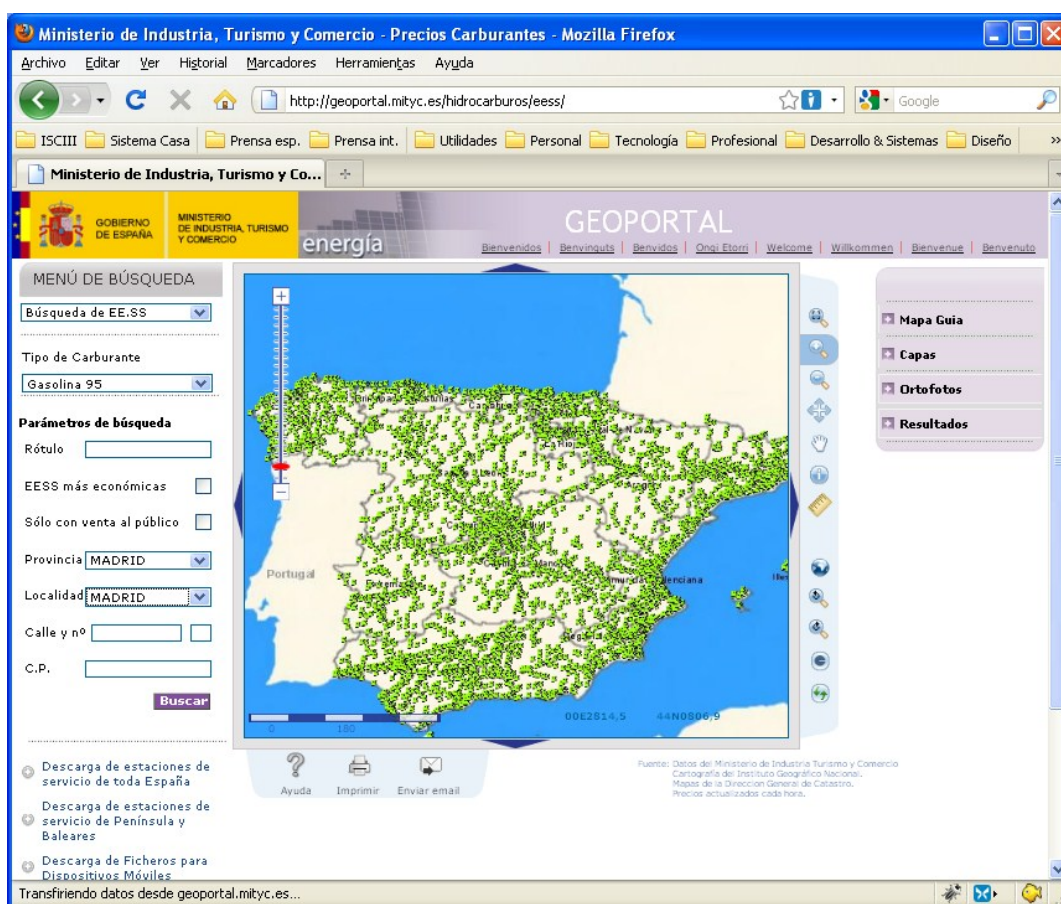 Ministerio de Industria, Turismo y Comercio - Precios Carburantes - Mozilla Firefox
Archivo Editar Ver Historial Marcadores Herramientas Ayuda
http://geoportal.mityc.es/hidrocarburos/eess/
Google
ISCIII Sistema Casa Prensa esp. Prensa int. Utilidades Personal Tecnología Profesional Desarrollo & Sistemas Diseño »
Ministerio de Industria, Turismo y Co...
GOBIERNO
DE ESPAÑA
MINISTERIO
DE INDUSTRIA, TURISMO
Y COMERCIO
energía
GEOPORTAL
Bienvenidos | Benvinguts | Benvidos | Ongi Etorri | Welcome | Willkommen | Bienvenue | Benvenuto
MENÚ DE BÚSQUEDA
Búsqueda de EE.SS
Tipo de Carburante
Gasolina 95
Parámetros de búsqueda
Rótulo
EESS más económicas
Sólo con venta al público
Provincia MADRID
Localidad MADRID
Calle y nº
C.P.
Buscar
Descarga de estaciones de
servicio de toda España
Descarga de estaciones de
servicio de Península y
Baleares
Descarga de Ficheros para
Dispositivos Móviles
Portugal
0 180
00E2814,5 44N0806,9
Ayuda Imprimir Enviar email
Fuente: Datos del Ministerio de Industria Turismo y Comercio
Cartografía del Instituto Geográfico Nacional.
Mapas de la Direccion General de Catastro.
Precios actualizados cada hora.
Mapa Guia
Capas
Ortofotos
Resultados
Transfiriendo datos desde geoportal.mityc.es...